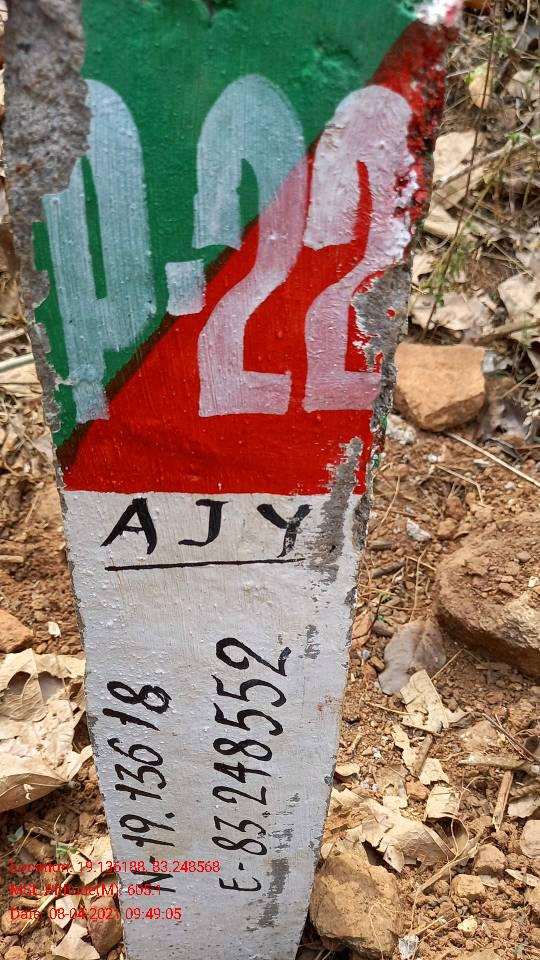 P.22
AJY
19.13618
E-83.248552
Location: 19.136188, 83.248568
MSL Altitude(M): 608.1
Date: 08-04-2021 09:49:05